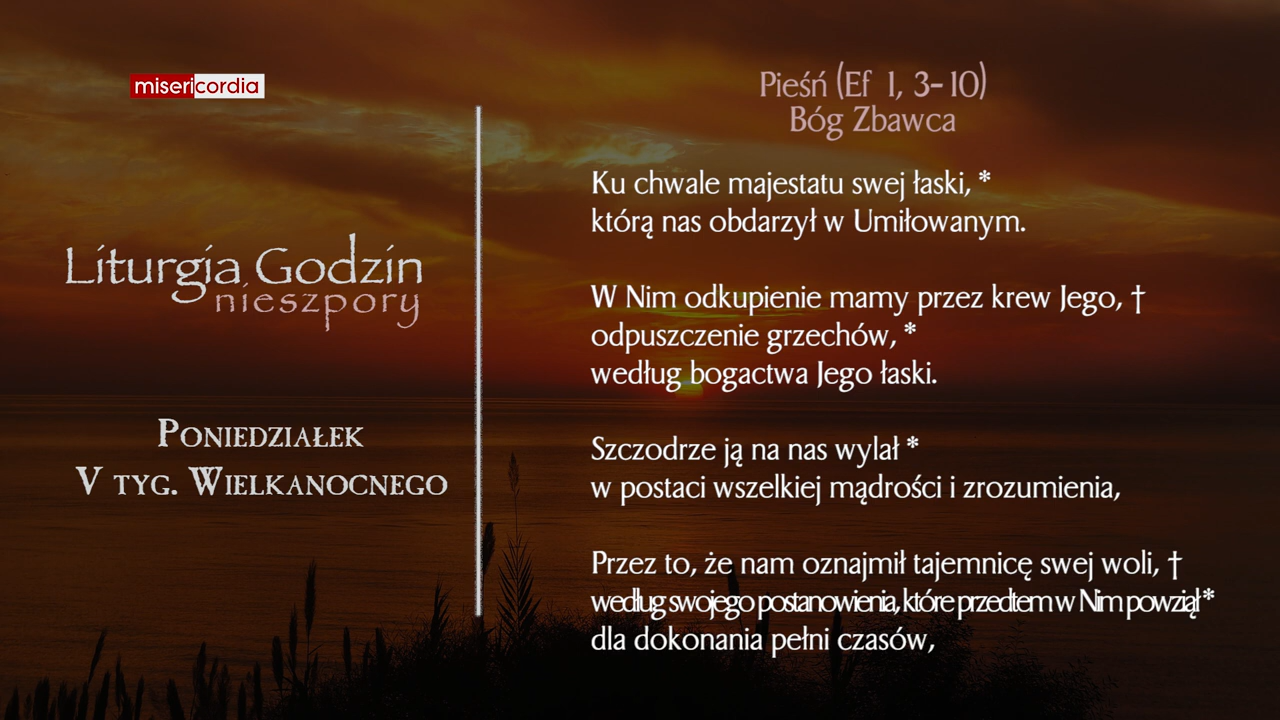 misericordia
Liturgia Godzin
nieszpory
Poniedziałek
V tyg. Wielkanocnego
Pieśń (Ef 1, 3-10)
Bóg Zbawca
Ku chwale majestatu swej łaski, *
którą nas obdarzył w Umiłowanym.
W Nim odkupienie mamy przez krew Jego, †
odpuszczenie grzechów, *
według bogactwa Jego łaski.
Szczodrze ją na nas wylał *
w postaci wszelkiej mądrości i zrozumienia,
Przez to, że nam oznajmił tajemnicę swej woli, †
według swojego postanowienia, które przedtem w Nim powziął *
dla dokonania pełni czasów,